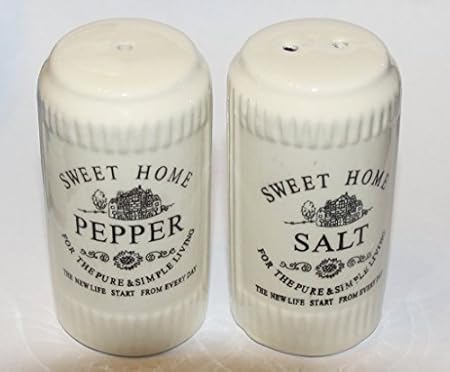 SWEET HOME
PEPPER
FOR THE PURE & SIMPLE LIVING
THE NEW LIFE START FROM EVERY DAY
SWEET HOME
SALT
FOR THE PURE & SIMPLE LIVING
THE NEW LIFE START FROM EVERY DAY